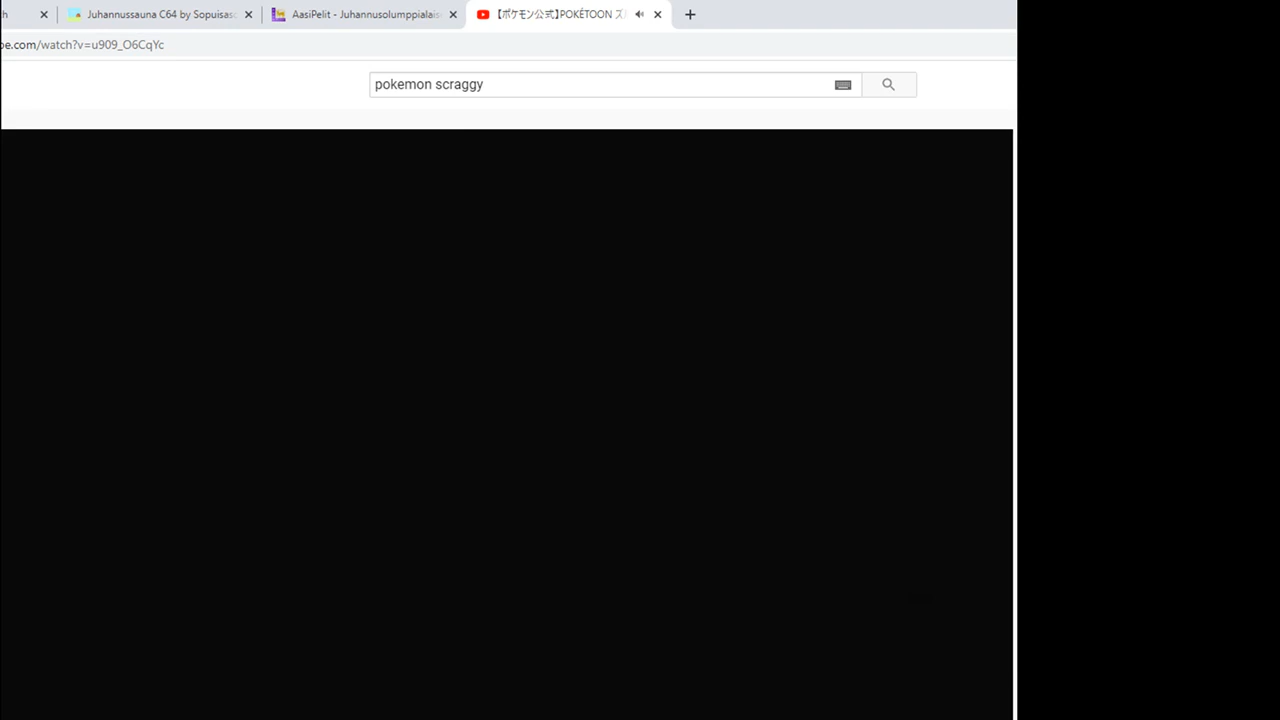 Juhannussauna C64 by Sopuisas
AasiPelit - Juhannusolumppialais
【ポケモン公式】POKÉTOON ズ
be.com/watch?v=u909_O6CqYc
pokemon scraggy